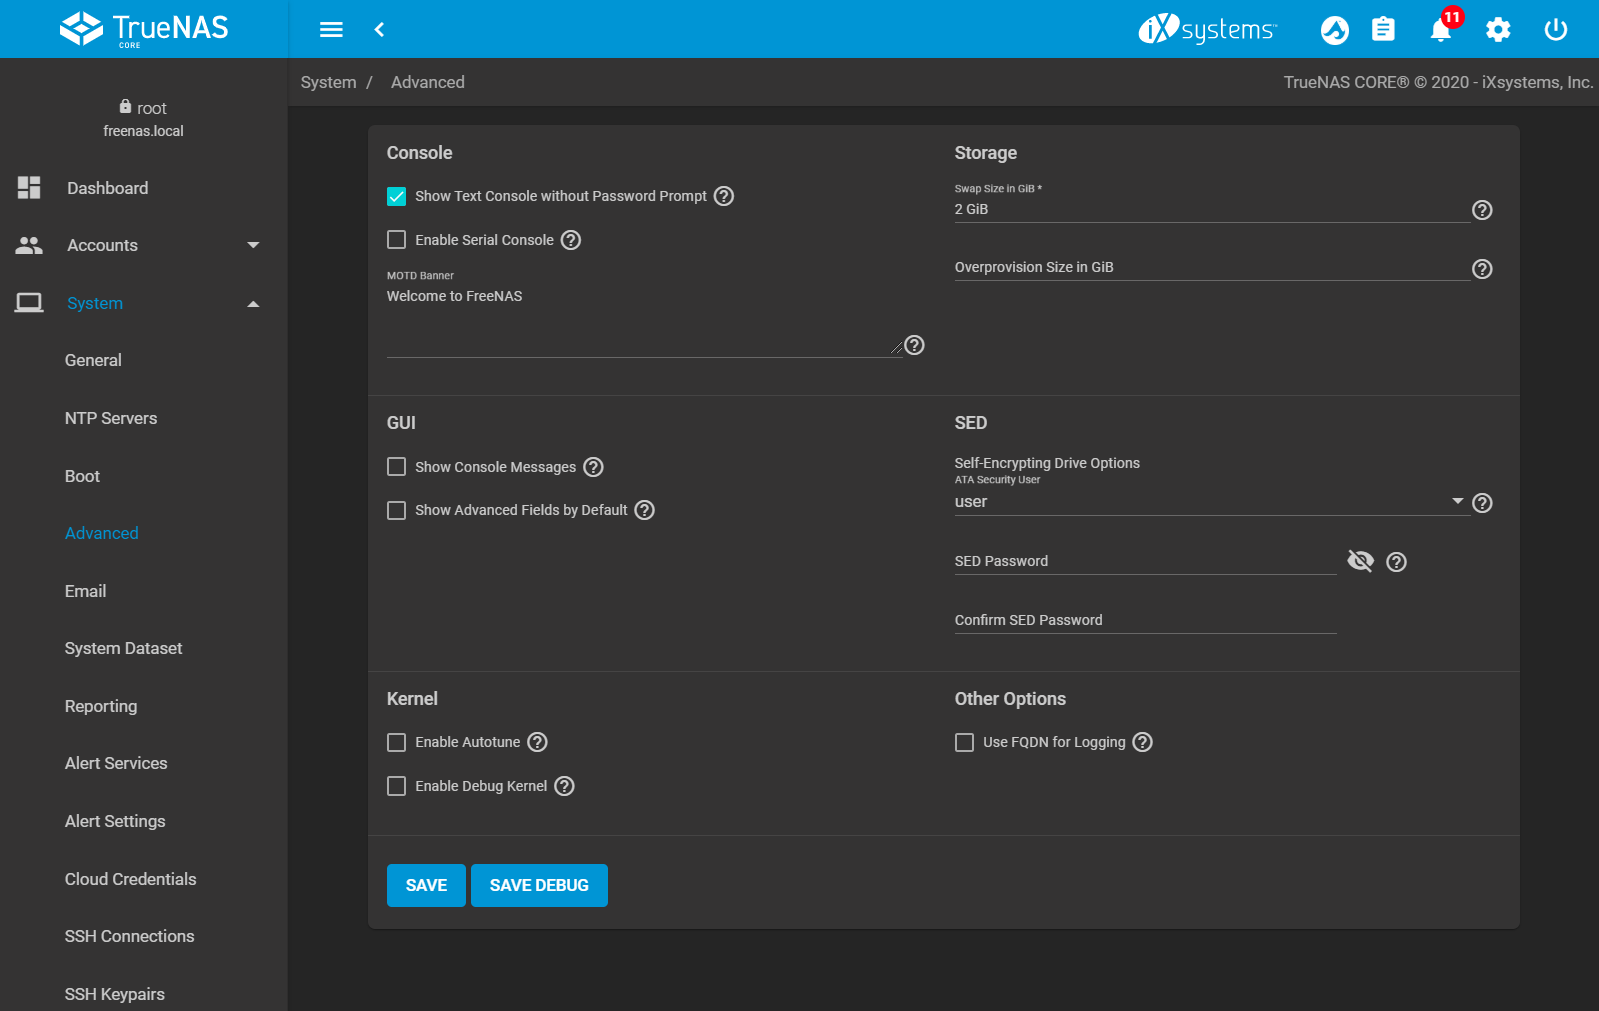 TrueNAS
CORE
iXsystems™
11
root
freenas.local
System / Advanced
TrueNAS CORE® © 2020 - iXsystems, Inc.
Dashboard
Accounts
System
General
NTP Servers
Boot
Advanced
Email
System Dataset
Reporting
Alert Services
Alert Settings
Cloud Credentials
SSH Connections
SSH Keypairs
Console
Show Text Console without Password Prompt
Enable Serial Console
MOTD Banner
Welcome to FreeNAS
Storage
Swap Size in GiB *
2 GiB
Overprovision Size in GiB
GUI
Show Console Messages
Show Advanced Fields by Default
SED
Self-Encrypting Drive Options
ATA Security User
user
SED Password
Confirm SED Password
Kernel
Enable Autotune
Enable Debug Kernel
Other Options
Use FQDN for Logging
SAVE
SAVE DEBUG